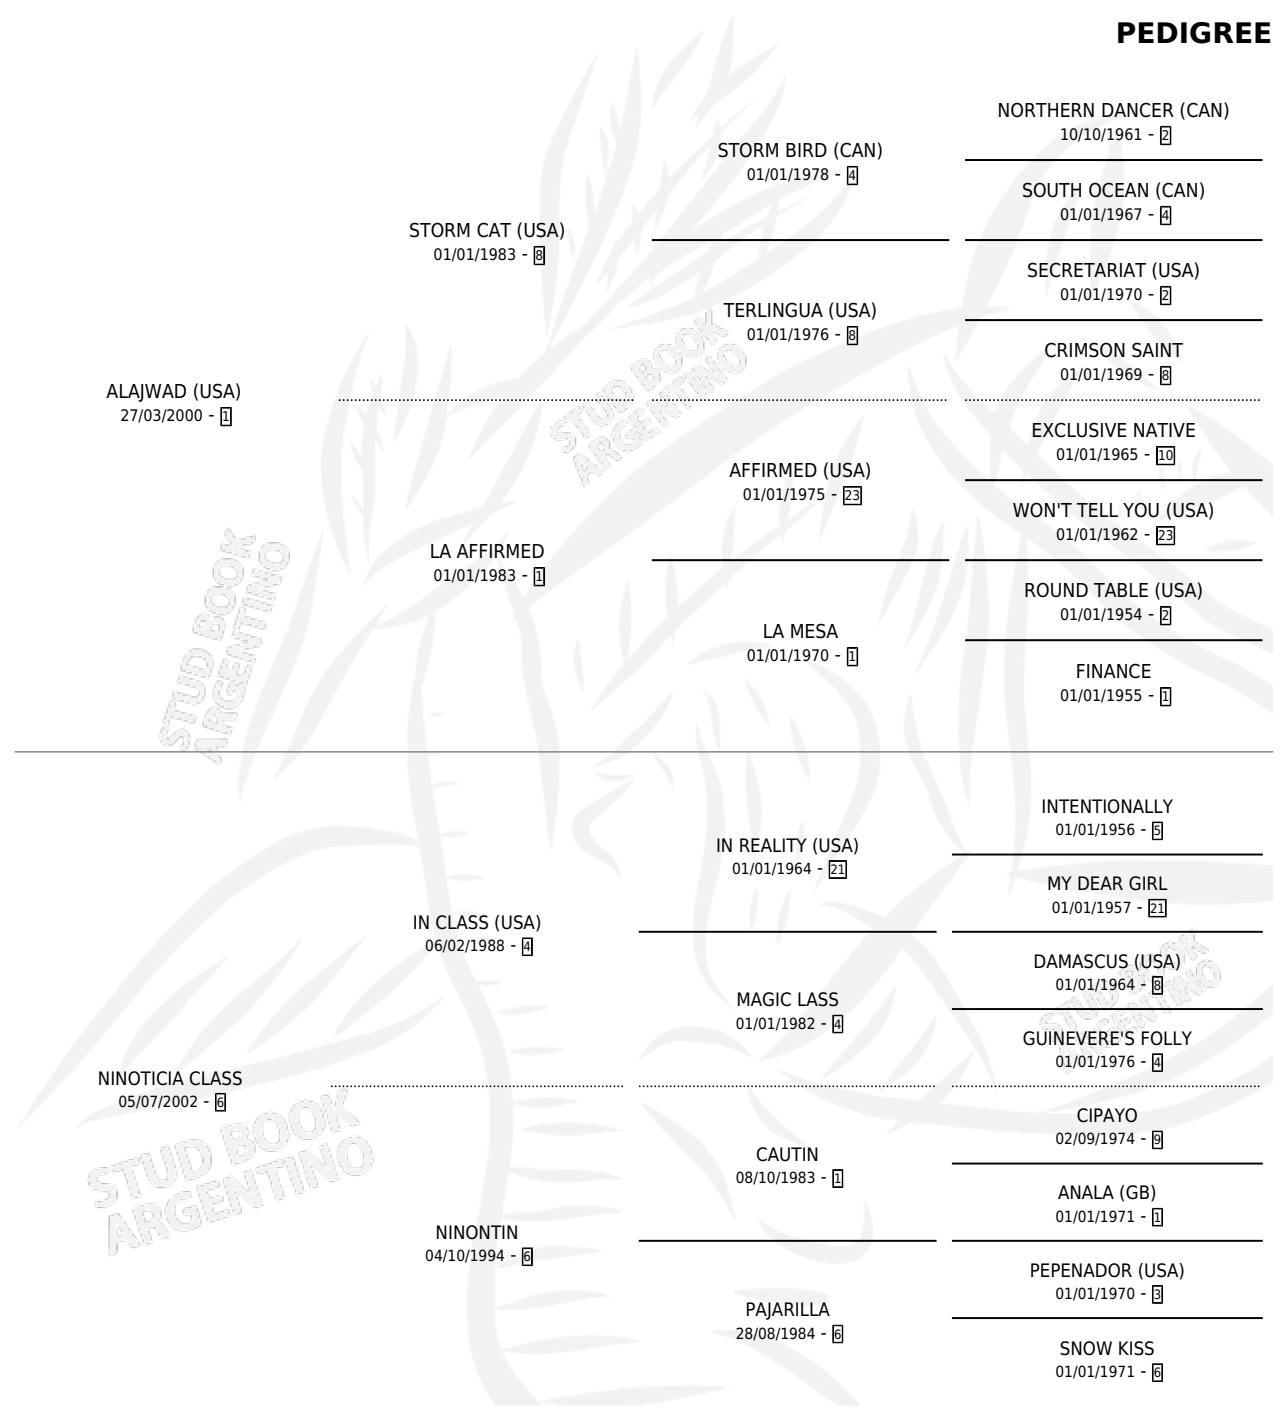 PEDIGREE
NORTHERN DANCER (CAN)
10/10/1961 - 2
STORM BIRD (CAN)
01/01/1978 - 4
SOUTH OCEAN (CAN)
01/01/1967 - 4
STORM CAT (USA)
01/01/1983 - 8
SECRETARIAT (USA)
01/01/1970 - 2
TERLINGUA (USA)
01/01/1976 - 8
CRIMSON SAINT
01/01/1969 - 8
ALAJWAD (USA)
27/03/2000 - 1
EXCLUSIVE NATIVE
01/01/1965 - 10
AFFIRMED (USA)
01/01/1975 - 23
WON'T TELL YOU (USA)
01/01/1962 - 23
LA AFFIRMED
01/01/1983 - 1
ROUND TABLE (USA)
01/01/1954 - 2
LA MESA
01/01/1970 - 1
FINANCE
01/01/1955 - 1
INTENTIONALLY
01/01/1956 - 5
IN REALITY (USA)
01/01/1964 - 21
MY DEAR GIRL
01/01/1957 - 21
IN CLASS (USA)
06/02/1988 - 4
DAMASCUS (USA)
01/01/1964 - 8
MAGIC LASS
01/01/1982 - 4
GUINEVERE'S FOLLY
01/01/1976 - 4
NINOTICIA CLASS
05/07/2002 - 6
CIPAYO
02/09/1974 - 9
CAUTIN
08/10/1983 - 1
ANALA (GB)
01/01/1971 - 1
NINONTIN
04/10/1994 - 6
PEPENADOR (USA)
01/01/1970 - 3
PAJARILLA
28/08/1984 - 6
SNOW KISS
01/01/1971 - 6
STUD BOOK
ARGENTINO
STUD BOOK
ARGENTINO
STUD BOOK
ARGENTINO
STUD BOOK
ARGENTINO